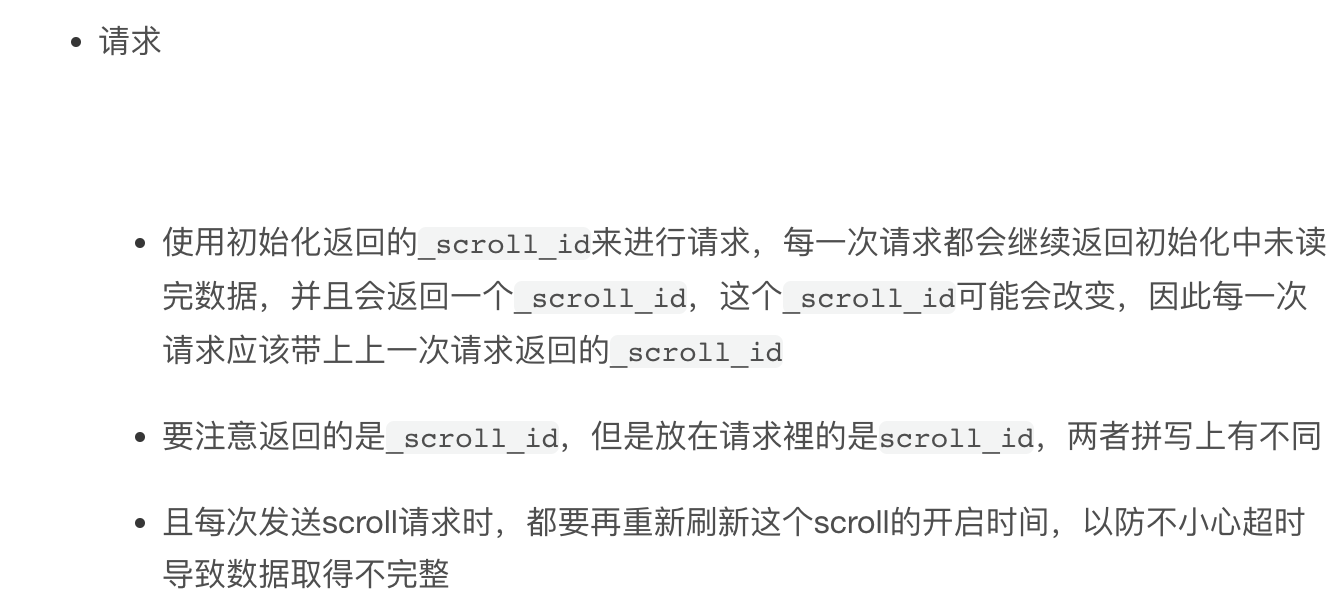 • 请求
• 使用初始化返回的_scroll_id来进行请求，每一次请求都会继续返回初始化中未读
完数据，并且会返回一个_scroll_id，这个_scroll_id可能会改变，因此每一次
请求应该带上上一次请求返回的_scroll_id
• 要注意返回的是_scroll_id，但是放在请求裡的是scroll_id，两者拼写上有不同
• 且每次发送scroll请求时，都要再重新刷新这个scroll的开启时间，以防不小心超时
导致数据取得不完整